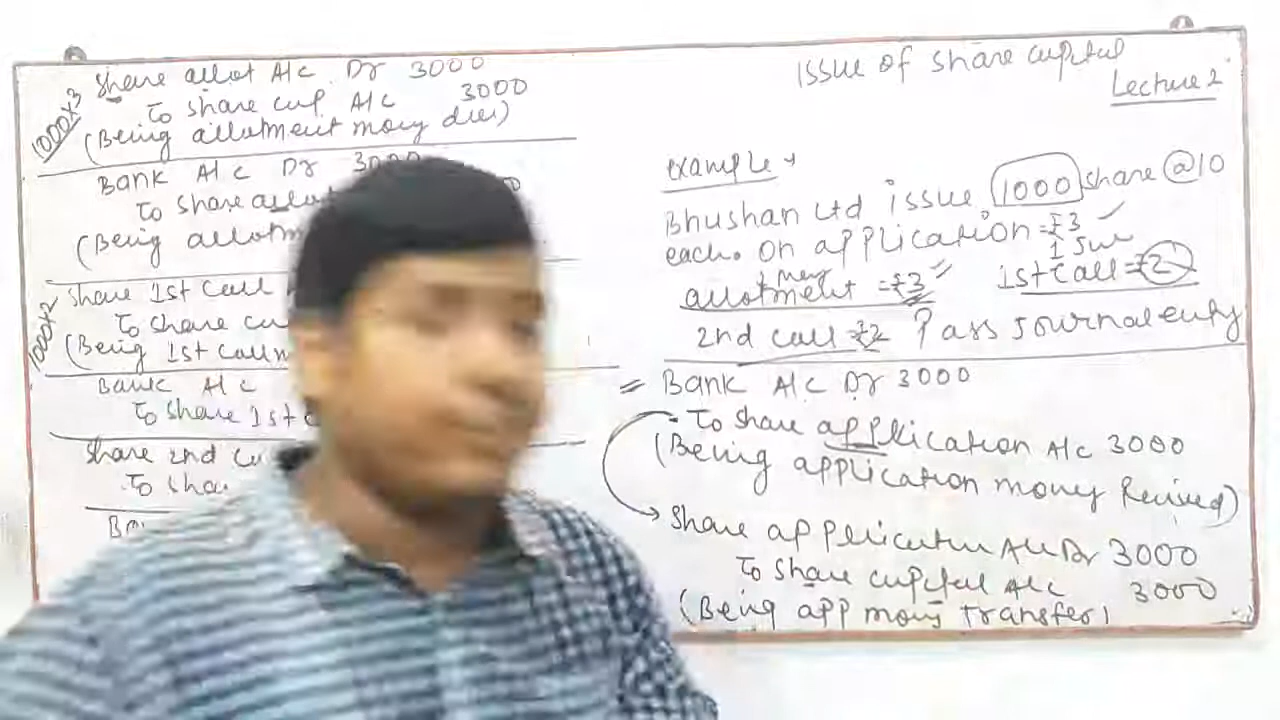 Issue of share capital
Lecture 2
Share allot A/c Dr 3000
To share cap A/c 3000
(Being allotment mony due)
1000×3
Bank A/c Dr 3000
To share allot
(Being allotm
Share 1st call
To share cu
(Being 1st call m
1000×2
Bank A/c
To share 1st c
Share 2nd ca
To sha
example
Bhushan Ltd issue 1000 share @ 10
each. On application = ₹3
allotment = ₹3 1st call = ₹2
2nd call = ₹2 Pass Journal entry
= Bank A/c Dr 3000
To share application A/c 3000
(Being application money Recived)
Share application A/c Dr 3000
To share capital A/c 3000
(Being app mony transfer)